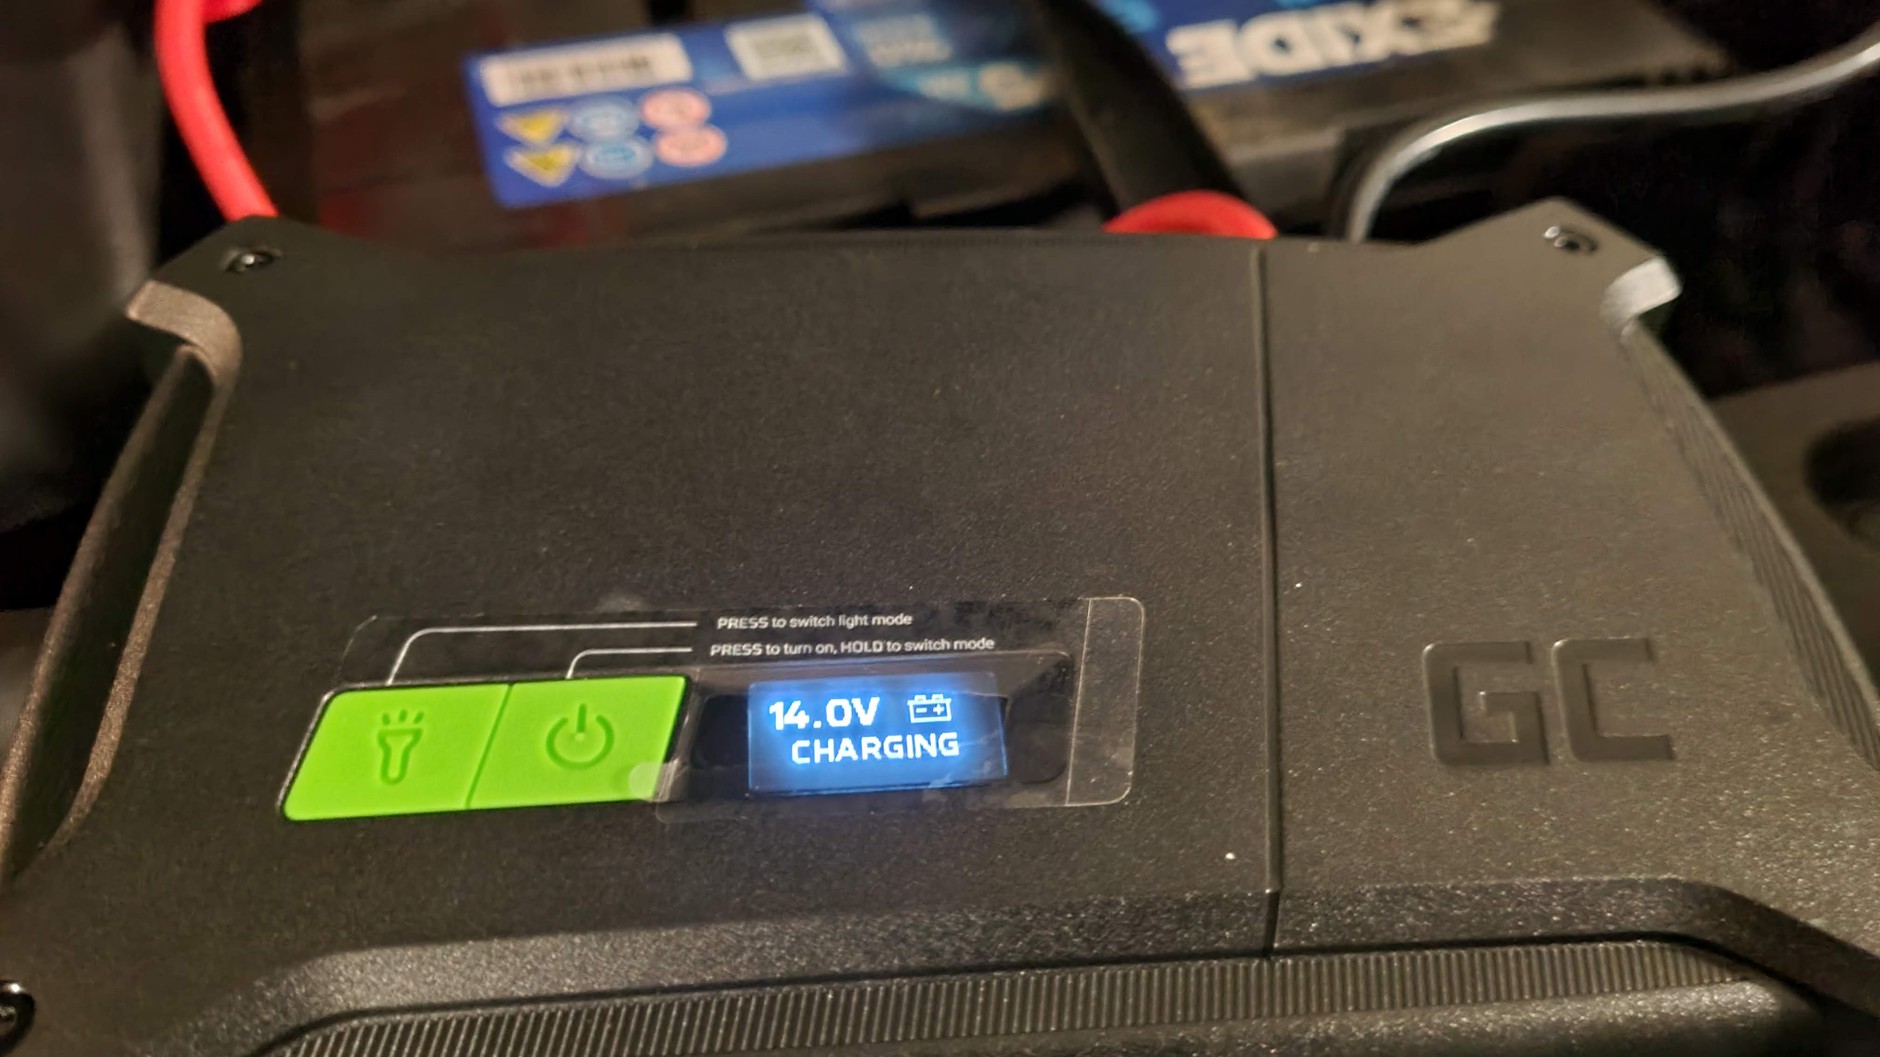 EXIDE
PRESS to switch light mode
PRESS to turn on, HOLD to switch mode
14.0V
CHARGING
GC